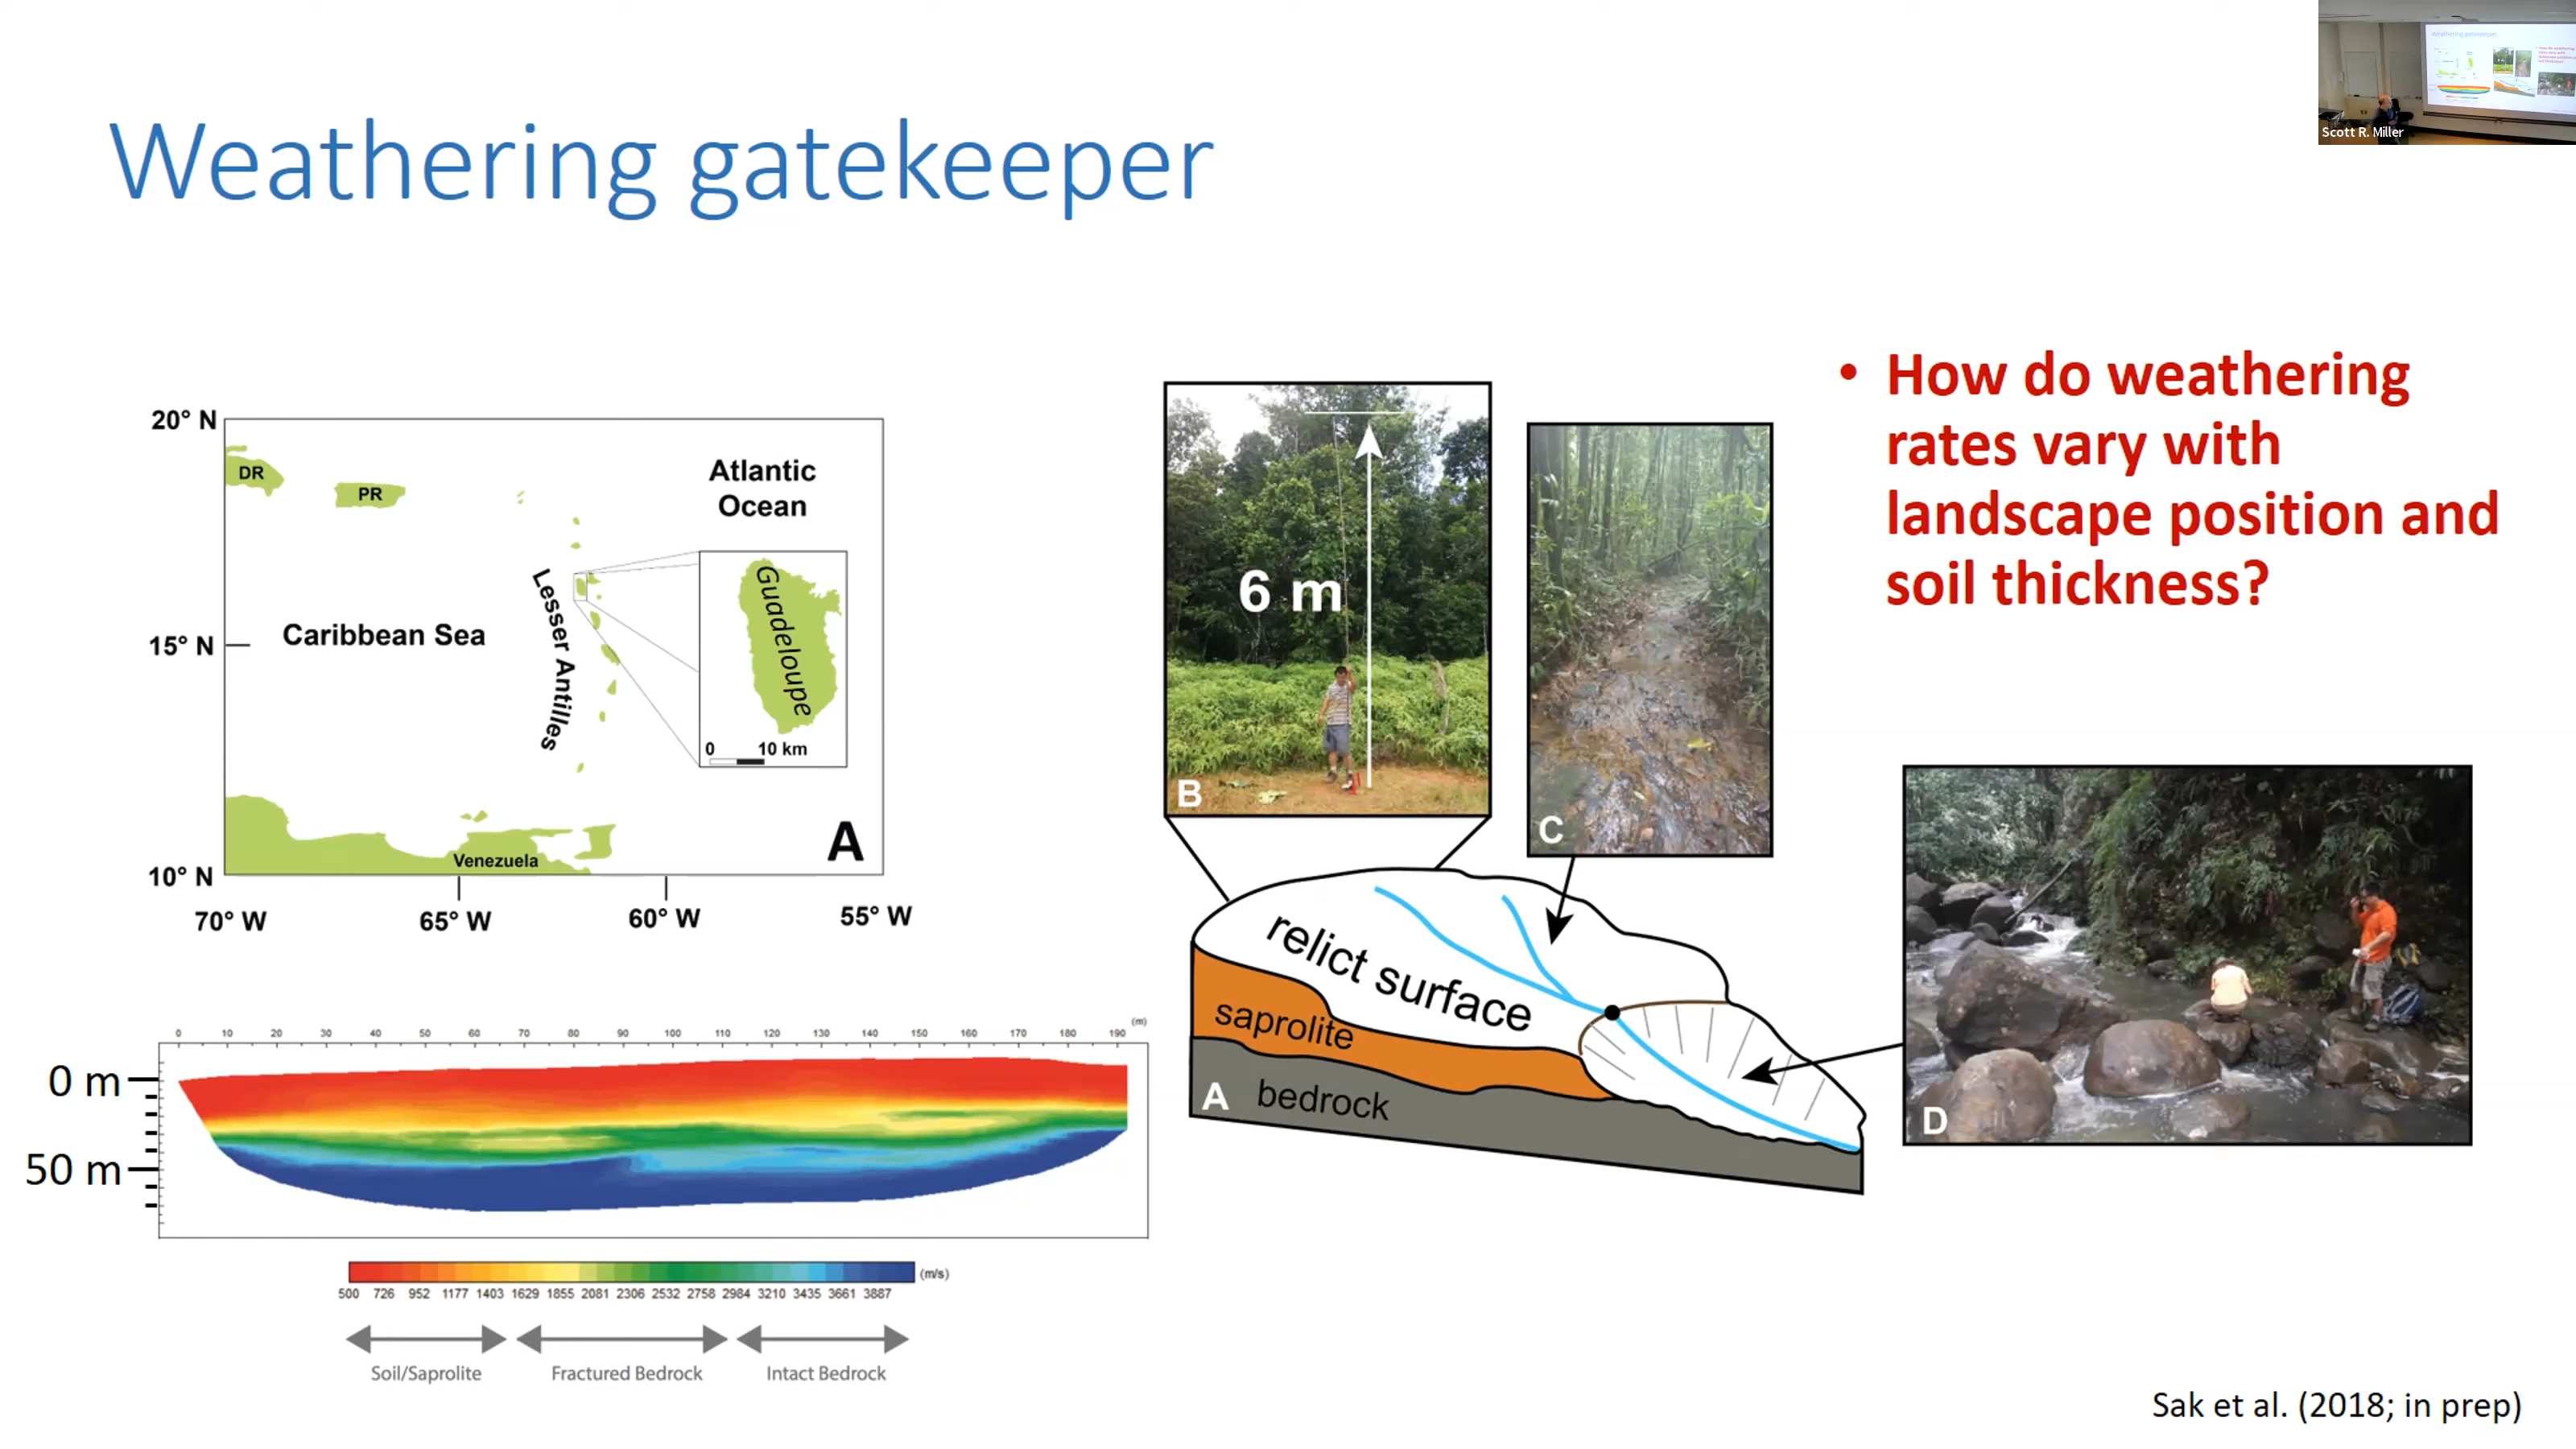 Scott R. Miller
Weathering gatekeeper
Weathering gatekeeper
• How do weathering
rates vary with
landscape position and
soil thickness?
20° N
15° N
10° N
70° W
65° W
60° W
55° W
DR
PR
Atlantic
Ocean
Caribbean Sea
Lesser Antilles
Guadeloupe
0 10 km
Venezuela
A
6 m
B
C
D
relict surface
saprolite
bedrock
A
0 10 20 30 40 50 60 70 80 90 100 110 120 130 140 150 160 170 180 190 (m)
0 m
50 m
500 726 952 1177 1403 1629 1855 2081 2306 2532 2758 2984 3210 3435 3661 3887 (m/s)
Soil/Saprolite
Fractured Bedrock
Intact Bedrock
Sak et al. (2018; in prep)